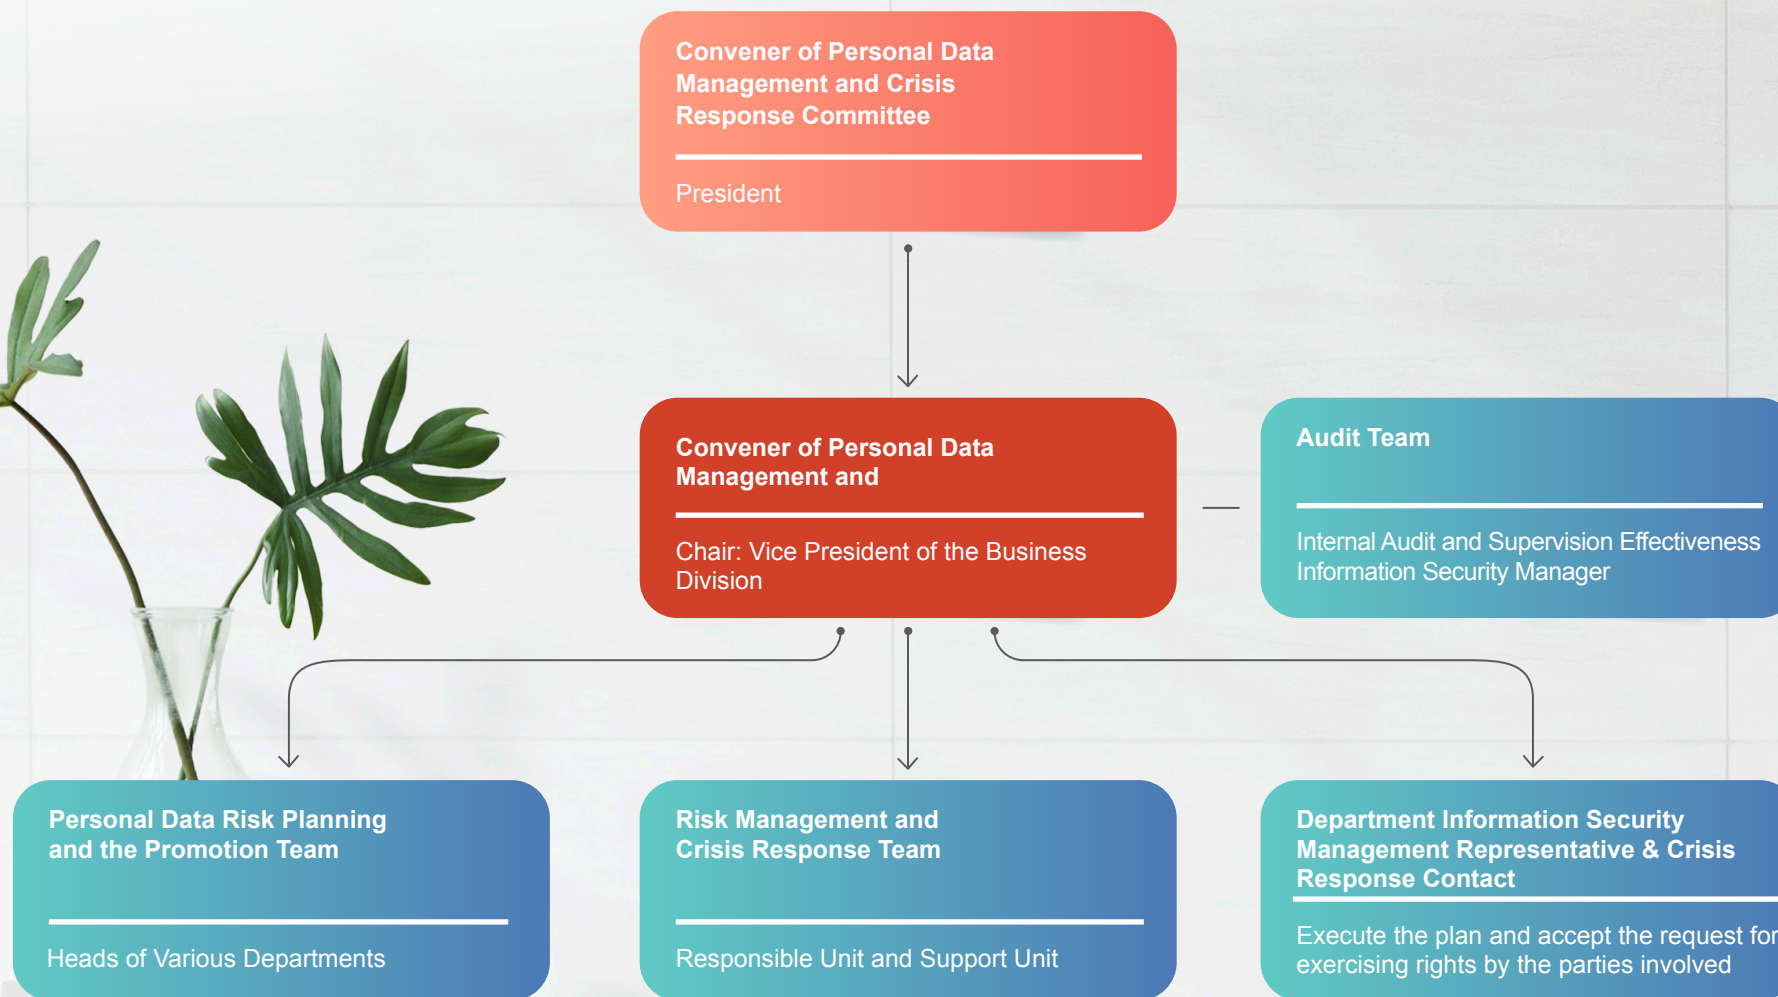 Convener of Personal Data
Management and Crisis
Response Committee
President
Convener of Personal Data
Management and
Chair: Vice President of the Business
Division
Audit Team
Internal Audit and Supervision Effectiveness
Information Security Manager
Personal Data Risk Planning
and the Promotion Team
Heads of Various Departments
Risk Management and
Crisis Response Team
Responsible Unit and Support Unit
Department Information Security
Management Representative & Crisis
Response Contact
Execute the plan and accept the request for
exercising rights by the parties involved